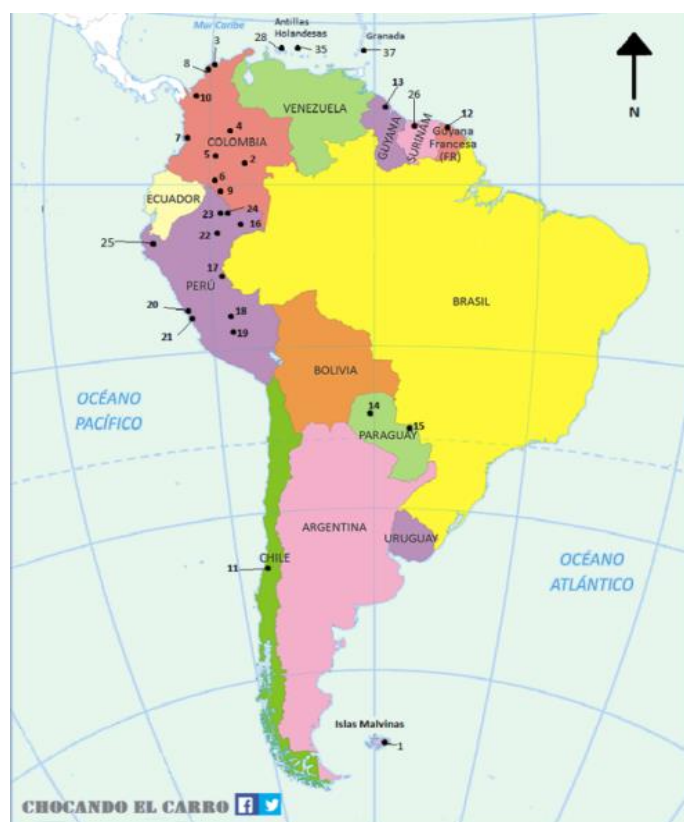 Antillas
Holandesas
Mar Caribe
3
28
35
Granada
37
8
13
10
VENEZUELA
26
12
4
7
COLOMBIA
GUYANA
SURINAM
Guyana
Francesa
(FR)
5
2
6
9
ECUADOR
23
24
16
22
25
17
PERÚ
20
18
BRASIL
21
19
BOLIVIA
OCÉANO
PACÍFICO
14
15
PARAGUAY
ARGENTINA
URUGUAY
CHILE
11
OCÉANO
ATLÁNTICO
Islas Malvinas
1
CHOCANDO EL CARRO
N